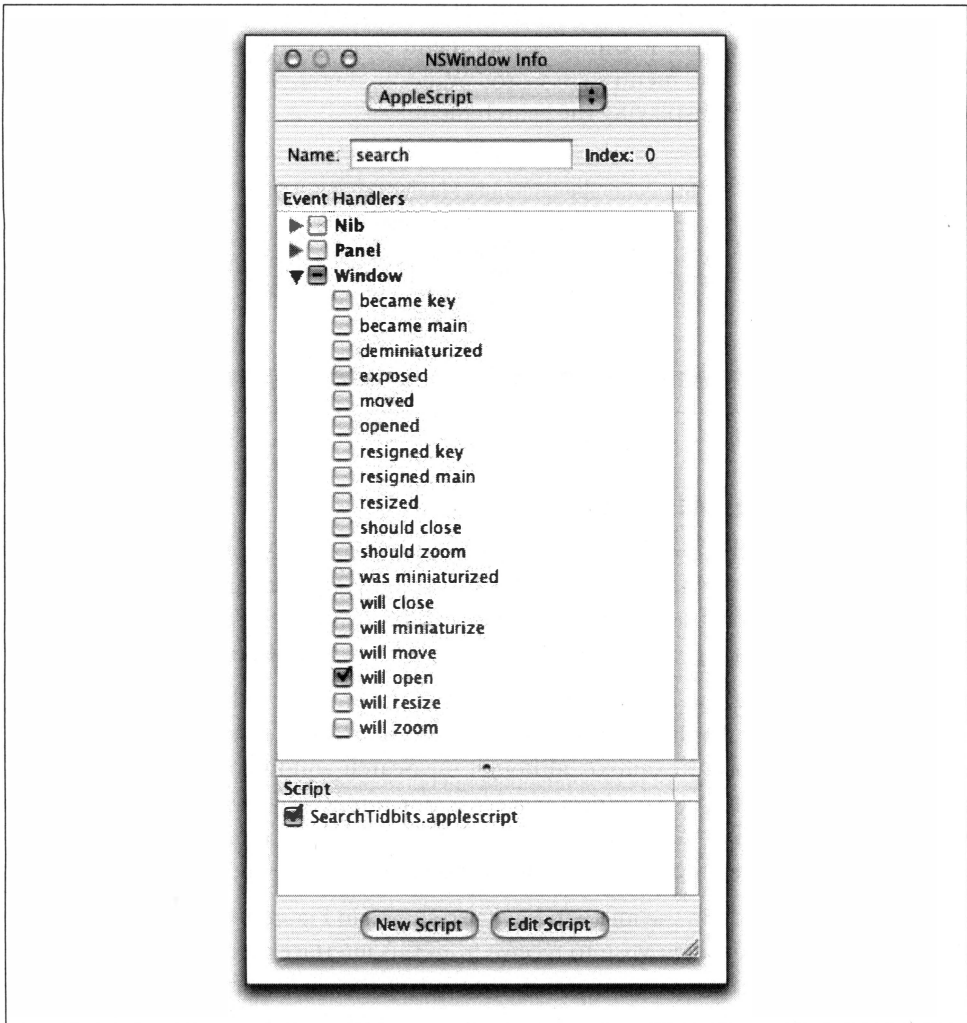 NSWindow Info
AppleScript
Name: search Index: 0
Event Handlers
Nib
Panel
Window
became key
became main
deminiaturized
exposed
moved
opened
resigned key
resigned main
resized
should close
should zoom
was miniaturized
will close
will miniaturize
will move
will open
will resize
will zoom
Script
SearchTidbits.applescript
New Script Edit Script